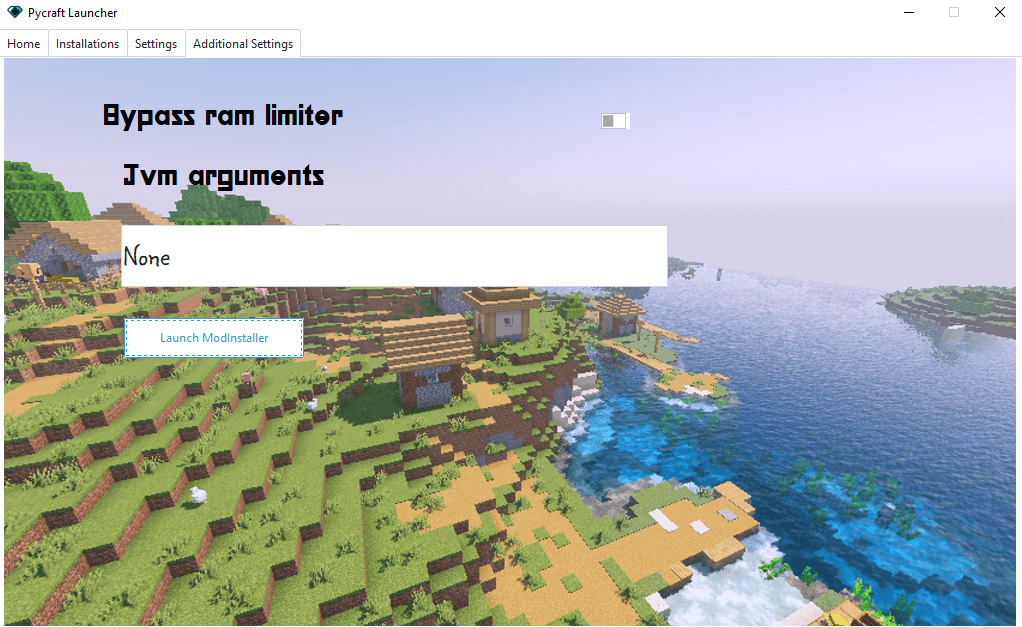 Pycraft Launcher
Home Installations Settings Additional Settings
Bypass ram limiter
Jvm arguments
None
Launch ModInstaller